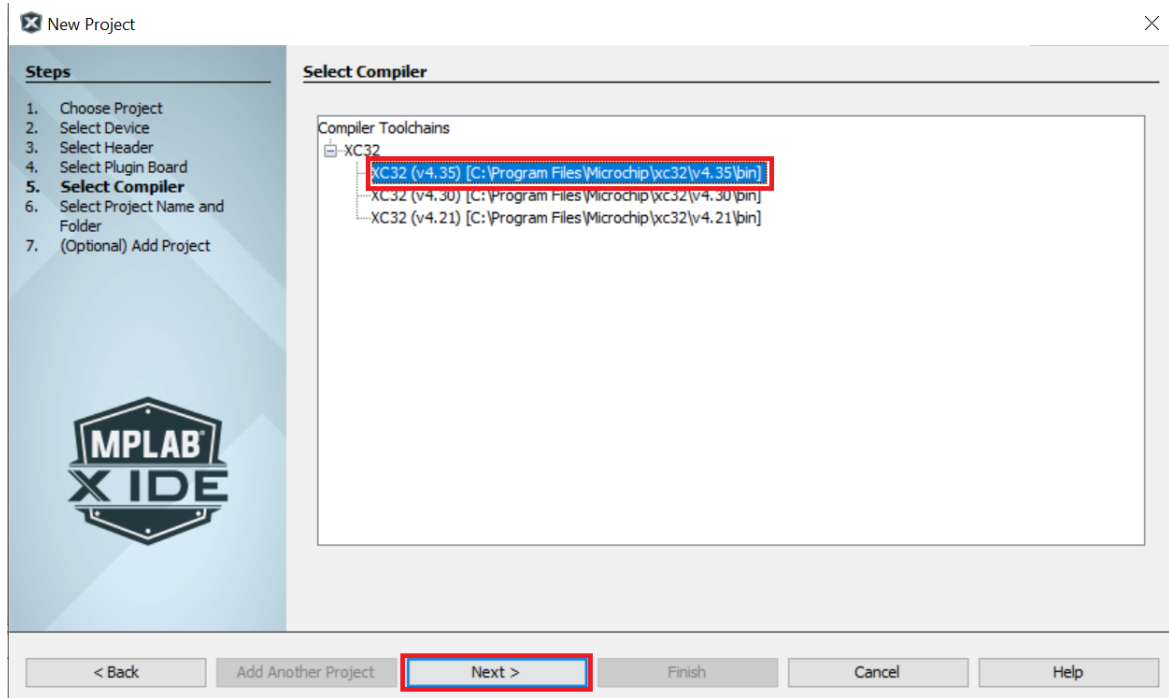 New Project
Steps
1. Choose Project
2. Select Device
3. Select Header
4. Select Plugin Board
5. Select Compiler
6. Select Project Name and
Folder
7. (Optional) Add Project
MPLAB®
X IDE
Select Compiler
Compiler Toolchains
XC32
XC32 (v4.35) [C:\Program Files\Microchip\xc32\v4.35\bin]
XC32 (v4.30) [C:\Program Files\Microchip\xc32\v4.30\bin]
XC32 (v4.21) [C:\Program Files\Microchip\xc32\v4.21\bin]
< Back
Add Another Project
Next >
Finish
Cancel
Help